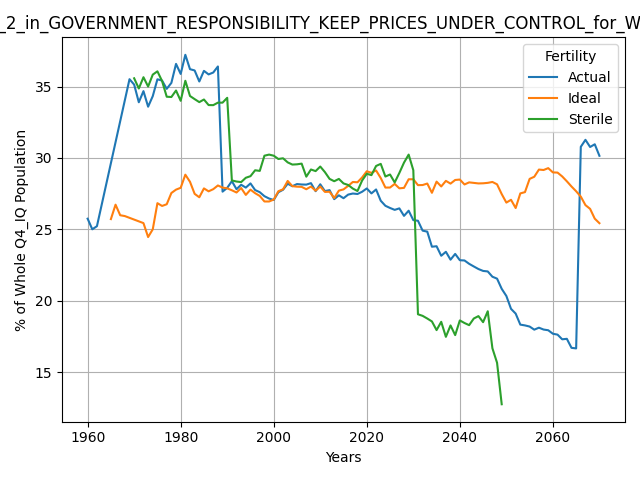 _2_in_GOVERNMENT_RESPONSIBILITY_KEEP_PRICES_UNDER_CONTROL_for_W
Fertility
Actual
Ideal
Sterile
% of Whole Q4_IQ Population
35
30
25
20
15
1960
1980
2000
2020
2040
2060
Years